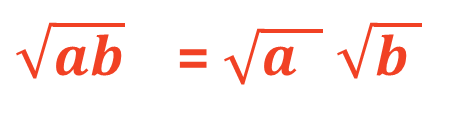 √ab = √a √b